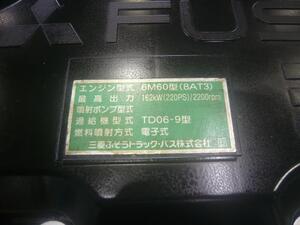 FUS
エンジン型式 6M60型(8AT3)
最高出力 162kW(220PS)/2200rpm
噴射ポンプ型式
過給機型式 TD06-9型
燃料噴射方式 電子式
三菱ふそうトラック・バス株式会社